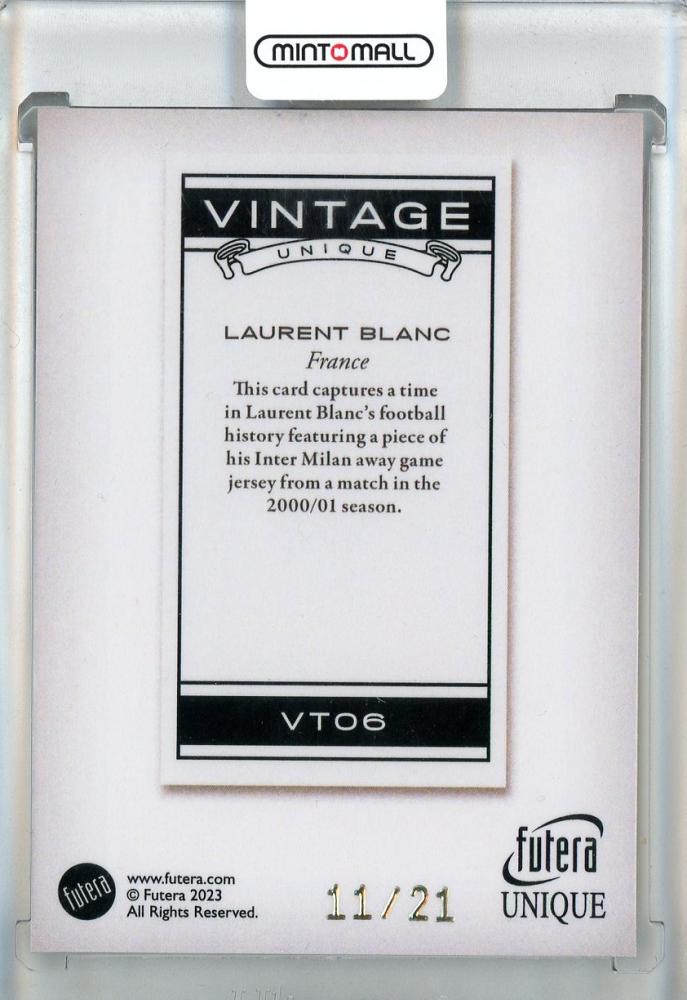 MINTMALL
VINTAGE
UNIQUE
LAURENT BLANC
France
This card captures a time
in Laurent Blanc's football
history featuring a piece of
his Inter Milan away game
jersey from a match in the
2000/01 season.
VT06
futera
www.futera.com
© Futera 2023
All Rights Reserved.
11/21
futera
UNIQUE